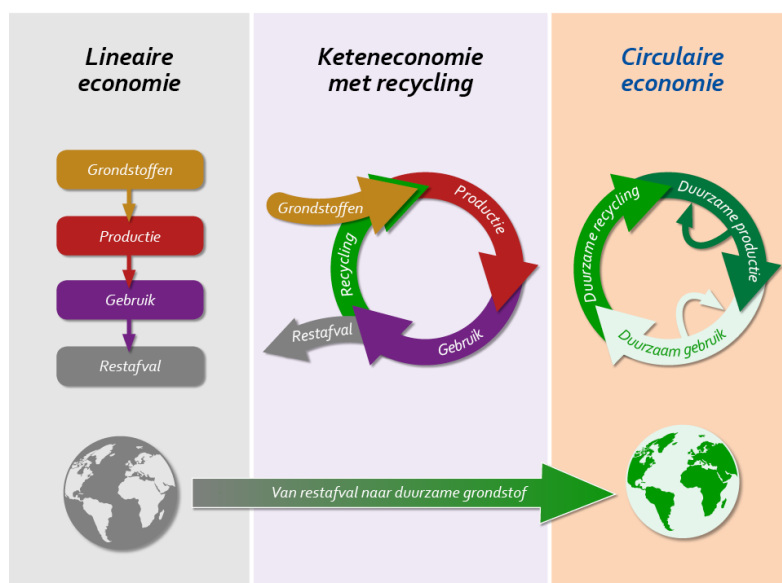 Lineaire
economie
Grondstoffen
Productie
Gebruik
Restafval
Keteneconomie
met recycling
Grondstoffen
Productie
Recycling
Restafval
Gebruik
Circulaire
economie
Duurzame recycling
Duurzame productie
Duurzaam gebruik
Van restafval naar duurzame grondstof